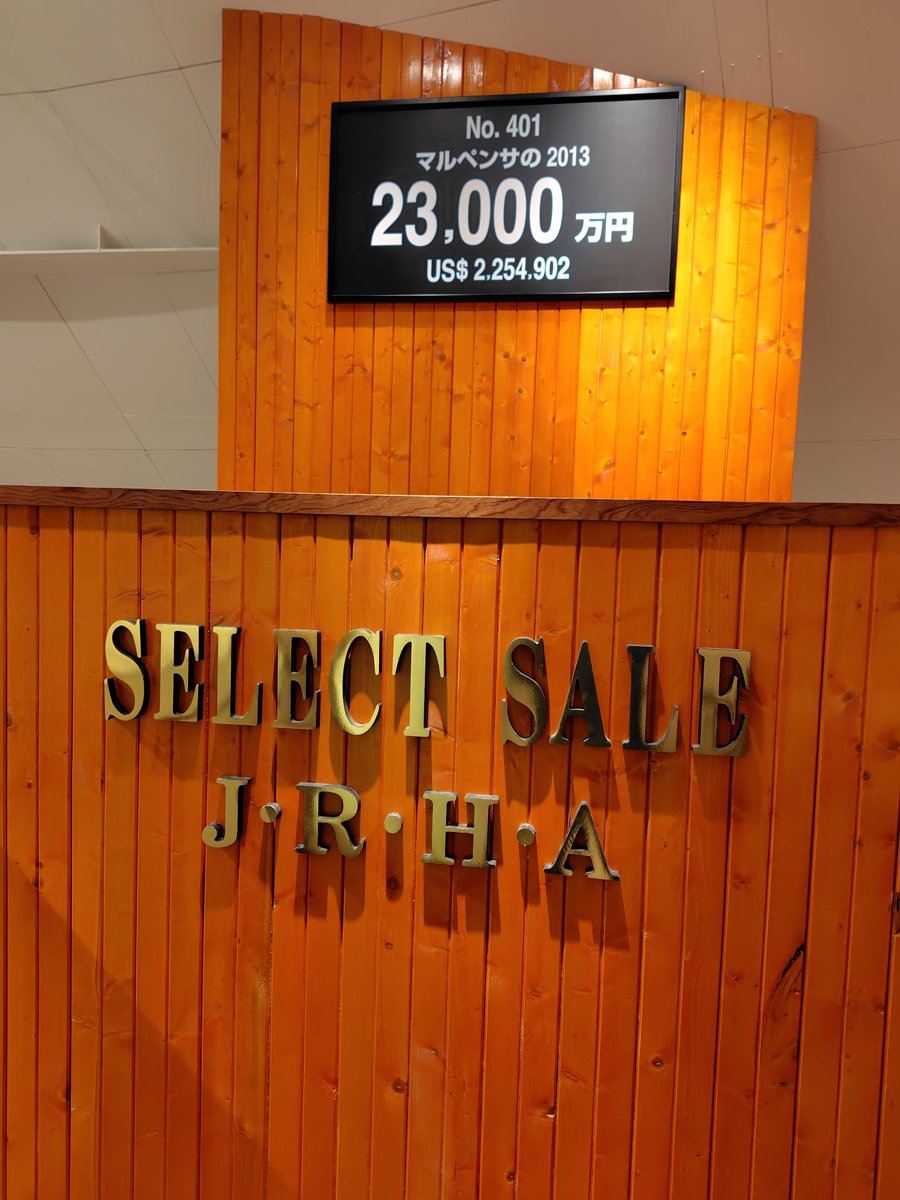 No. 401
マルペンサの 2013
23,000 万円
US$ 2,254,902
SELECT SALE
J・R・H・A